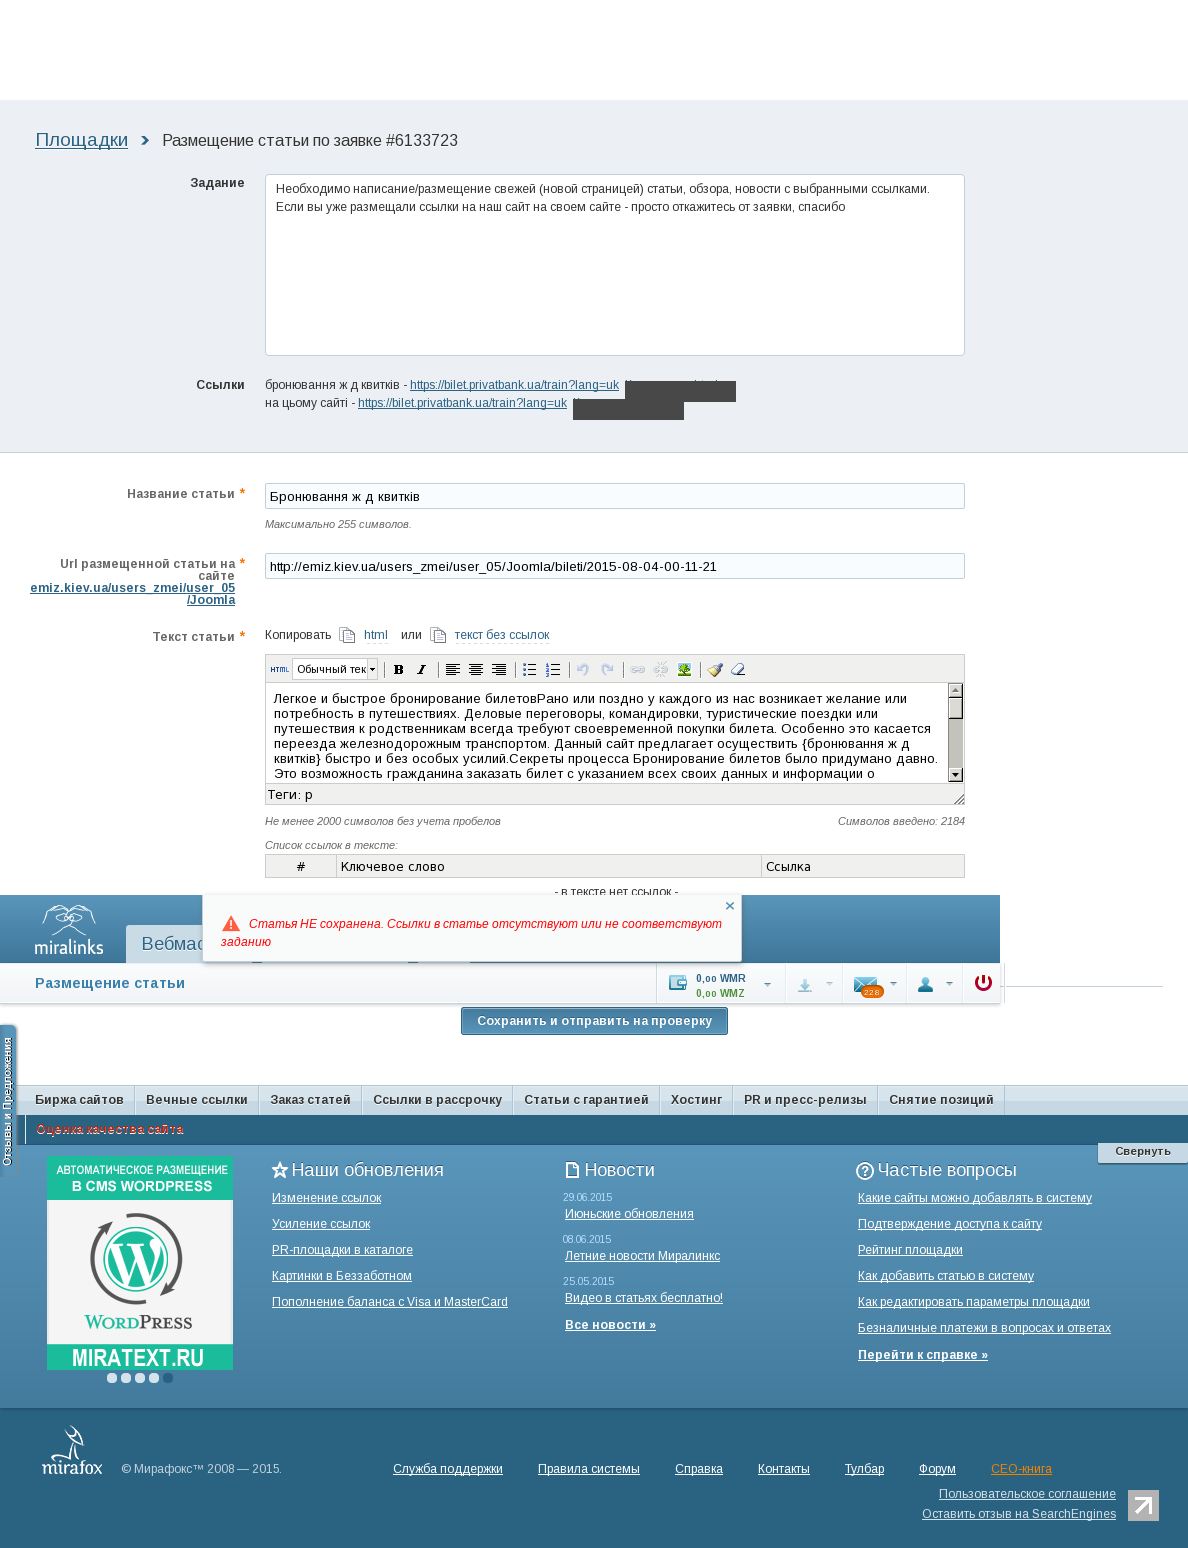 Площадки › Размещение статьи по заявке #6133723
Задание
Необходимо написание/размещение свежей (новой страницей) статьи, обзора, новости с выбранными ссылками.
Если вы уже размещали ссылки на наш сайт на своем сайте - просто откажитесь от заявки, спасибо
Ссылки
бронювання ж д квитків - https://bilet.privatbank.ua/train?lang=uk
на цьому сайті - https://bilet.privatbank.ua/train?lang=uk
Название статьи *
Бронювання ж д квитків
Максимально 255 символов.
Url размещенной статьи на *
сайте
emiz.kiev.ua/users_zmei/user_05
/Joomla
http://emiz.kiev.ua/users_zmei/user_05/Joomla/bileti/2015-08-04-00-11-21
Текст статьи *
Копировать html или текст без ссылок
HTML Обычный тек
Легкое и быстрое бронирование билетовРано или поздно у каждого из нас возникает желание или
потребность в путешествиях. Деловые переговоры, командировки, туристические поездки или
путешествия к родственникам всегда требуют своевременной покупки билета. Особенно это касается
переезда железнодорожным транспортом. Данный сайт предлагает осуществить {бронювання ж д
квитків} быстро и без особых усилий.Секреты процесса Бронирование билетов было придумано давно.
Это возможность гражданина заказать билет с указанием всех своих данных и информации о
Теги: p
Не менее 2000 символов без учета пробелов
Символов введено: 2184
Список ссылок в тексте:
# Ключевое слово Ссылка
- в тексте нет ссылок -
miralinks
Вебмас
Статья НЕ сохранена. Ссылки в статье отсутствуют или не соответствуют
заданию
Размещение статьи
0,00 WMR
0,00 WMZ
228
Сохранить и отправить на проверку
Отзывы и Предложения
Биржа сайтов Вечные ссылки Заказ статей Ссылки в рассрочку Статьи с гарантией Хостинг PR и пресс-релизы Снятие позиций
Оценка качества сайта
Свернуть
АВТОМАТИЧЕСКОЕ РАЗМЕЩЕНИЕ
В CMS WORDPRESS
WORDPRESS
MIRATEXT.RU
Наши обновления
Изменение ссылок
Усиление ссылок
PR-площадки в каталоге
Картинки в Беззаботном
Пополнение баланса с Visa и MasterCard
Новости
29.06.2015
Июньские обновления
08.06.2015
Летние новости Миралинкс
25.05.2015
Видео в статьях бесплатно!
Все новости »
Частые вопросы
Какие сайты можно добавлять в систему
Подтверждение доступа к сайту
Рейтинг площадки
Как добавить статью в систему
Как редактировать параметры площадки
Безналичные платежи в вопросах и ответах
Перейти к справке »
mirafox
© Мирафокс™ 2008 — 2015.
Служба поддержки Правила системы Справка Контакты Тулбар Форум СЕО-книга
Пользовательское соглашение
Оставить отзыв на SearchEngines